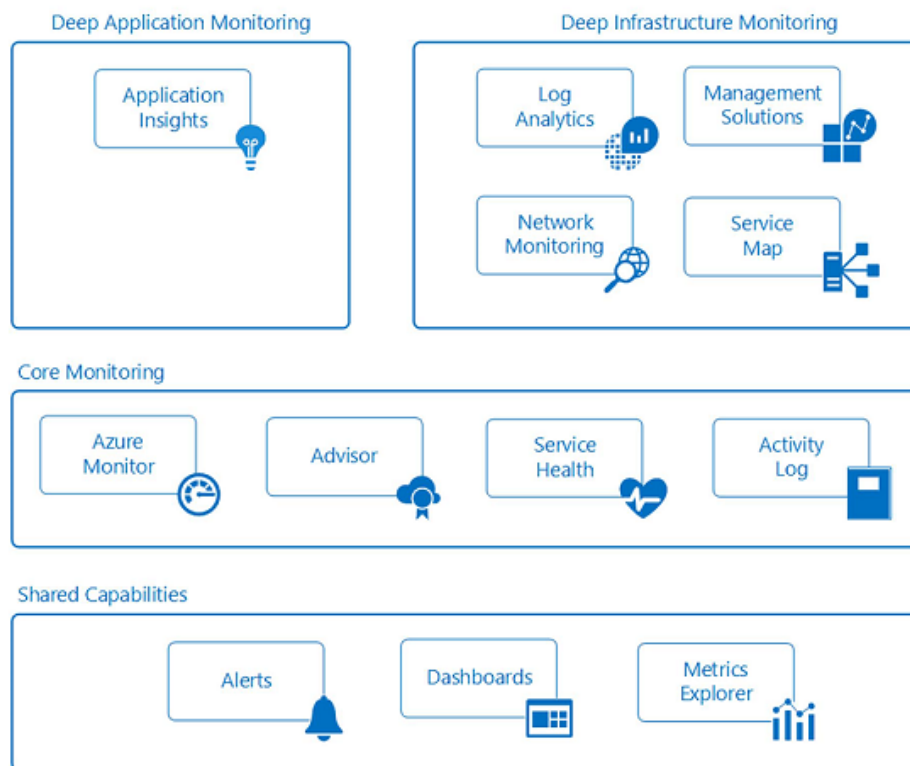 Deep Application Monitoring
Deep Infrastructure Monitoring
Application
Insights
Log
Analytics
Management
Solutions
Network
Monitoring
Service
Map
Core Monitoring
Azure
Monitor
Advisor
Service
Health
Activity
Log
Shared Capabilities
Alerts
Dashboards
Metrics
Explorer